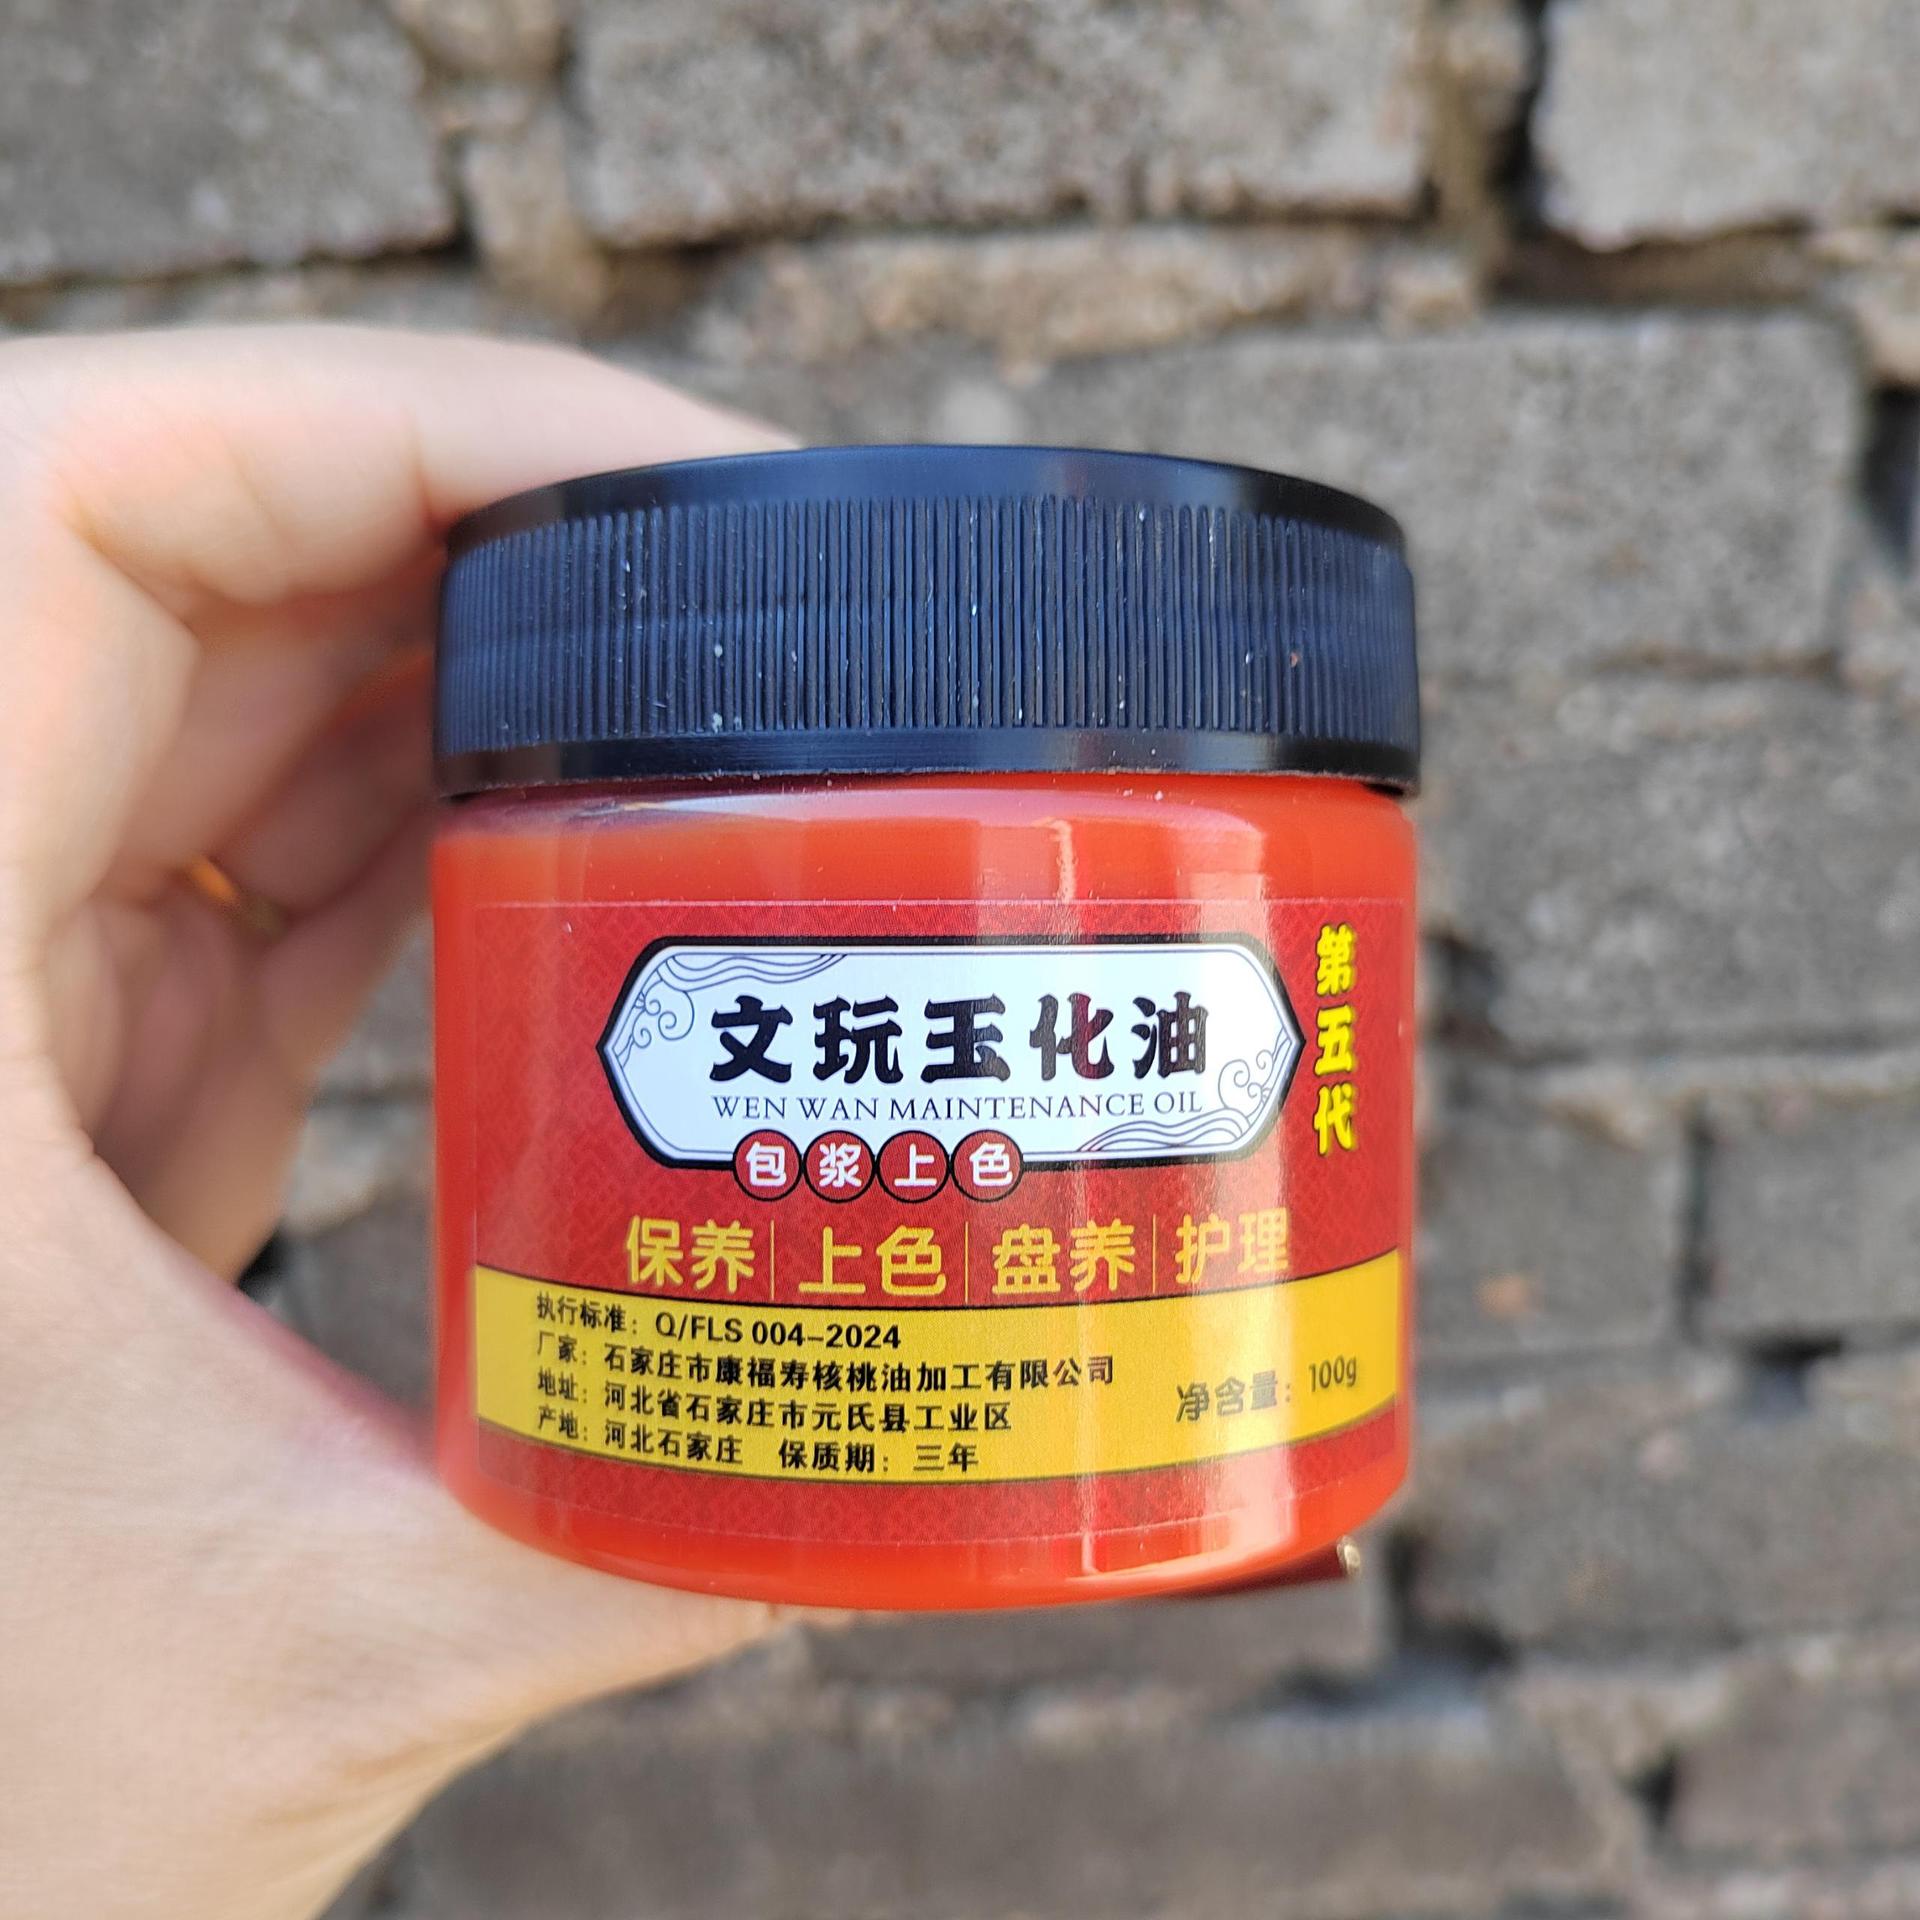 文玩玉化油
WEN WAN MAINTENANCE OIL
第五代
包浆上色
保养 上色 盘养 护理
执行标准：Q/FLS 004-2024
厂家：石家庄市康福寿核桃油加工有限公司
地址：河北省石家庄市元氏县工业区
产地：河北石家庄 保质期：三年
净含量：100g